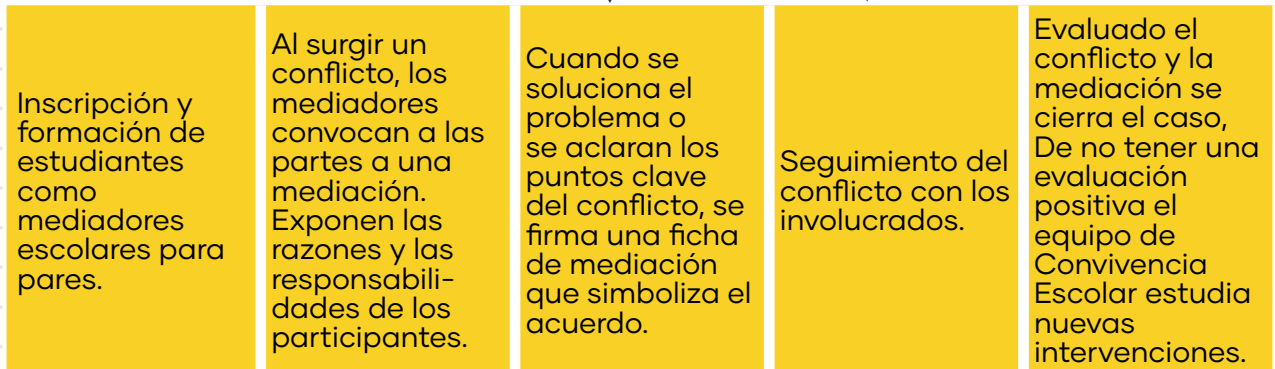 Inscripción y
formación de
estudiantes
como
mediadores
escolares para
pares.
Al surgir un
conflicto, los
mediadores
convocan a las
partes a una
mediación.
Exponen las
razones y las
responsabili-
dades de los
participantes.
Cuando se
soluciona el
problema o
se aclaran los
puntos clave
del conflicto, se
firma una ficha
de mediación
que simboliza el
acuerdo.
Seguimiento del
conflicto con los
involucrados.
Evaluado el
conflicto y la
mediación se
cierra el caso,
De no tener una
evaluación
positiva el
equipo de
Convivencia
Escolar estudia
nuevas
intervenciones.